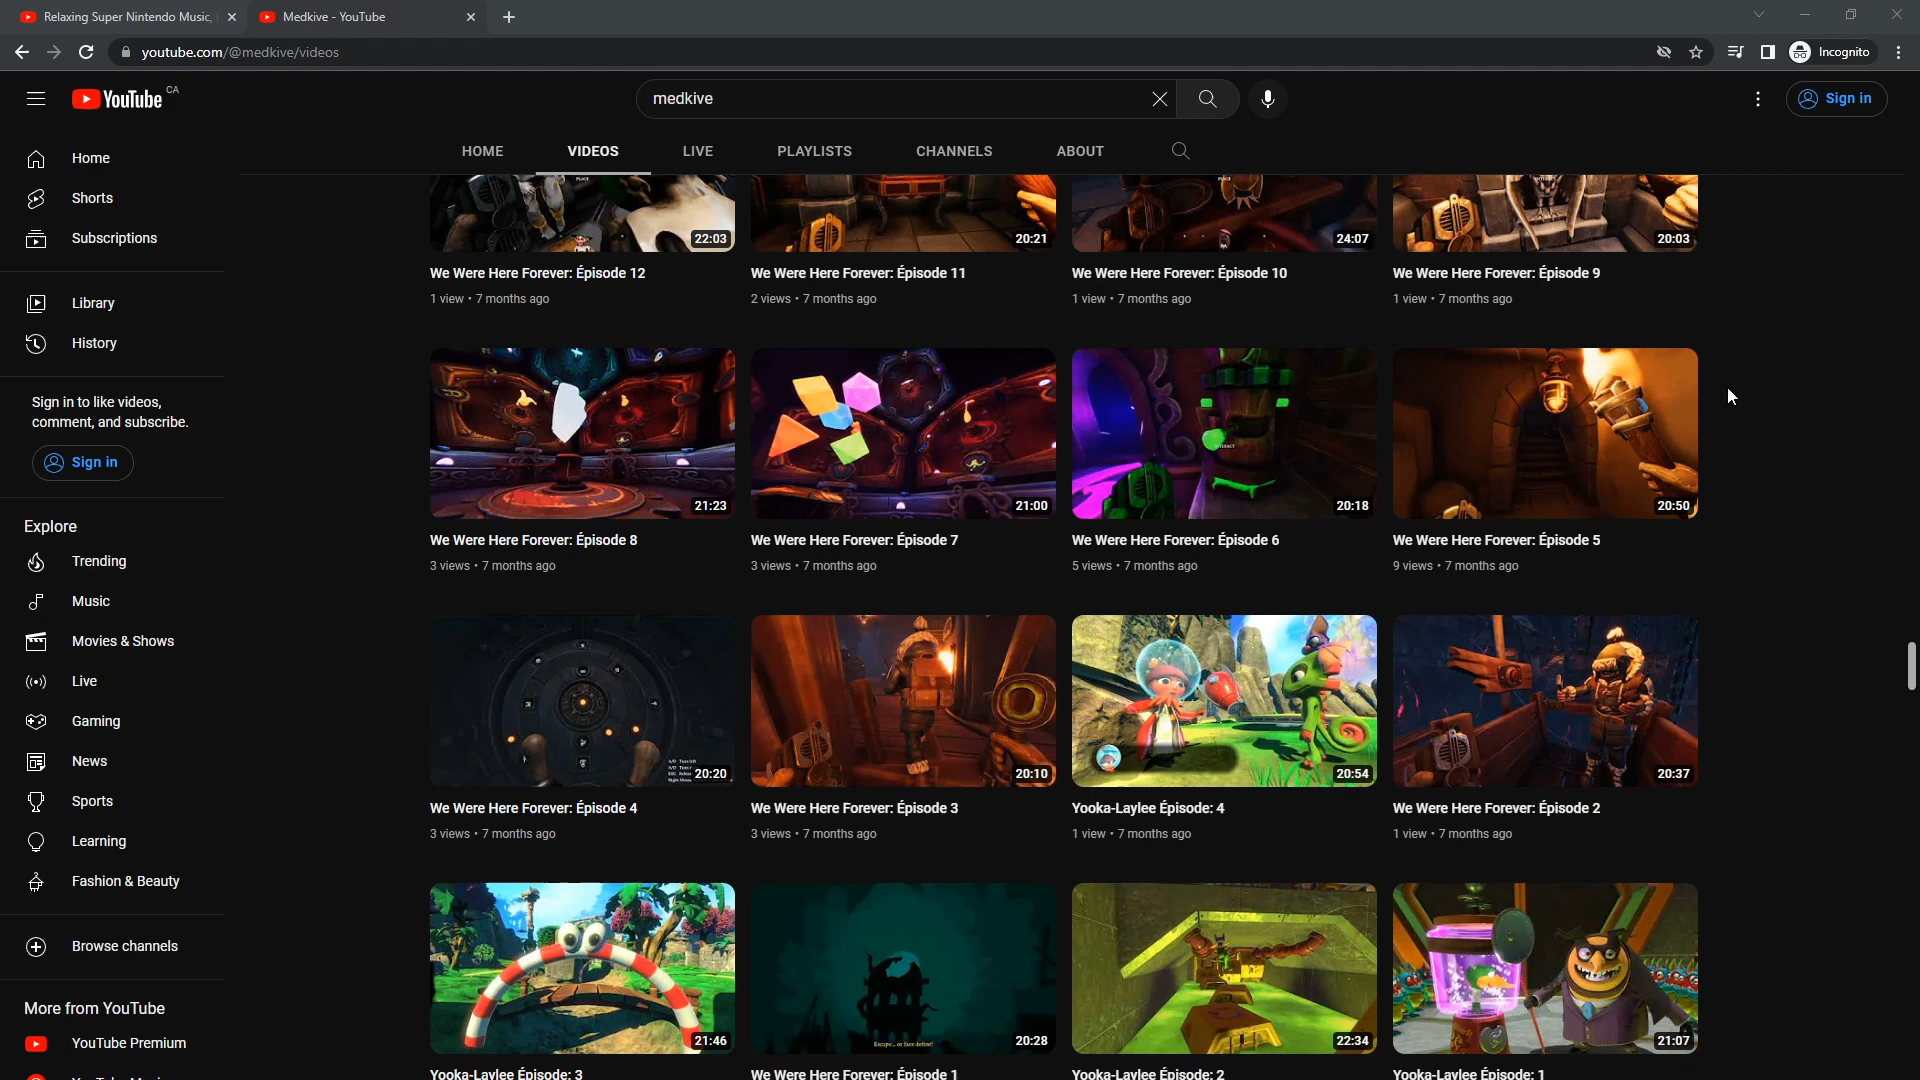 Relaxing Super Nintendo Music,
Medkive - YouTube
youtube.com/@medkive/videos
Incognito
YouTube CA
medkive
Sign in
HOME
VIDEOS
LIVE
PLAYLISTS
CHANNELS
ABOUT
Home
Shorts
Subscriptions
Library
History
Sign in to like videos,
comment, and subscribe.
Sign in
Explore
Trending
Music
Movies & Shows
Live
Gaming
News
Sports
Learning
Fashion & Beauty
Browse channels
More from YouTube
YouTube Premium
PLACE
22:03
We Were Here Forever: Épisode 12
1 view • 7 months ago
20:21
We Were Here Forever: Épisode 11
2 views • 7 months ago
PLACE
24:07
We Were Here Forever: Épisode 10
1 view • 7 months ago
20:03
We Were Here Forever: Épisode 9
1 view • 7 months ago
21:23
We Were Here Forever: Épisode 8
3 views • 7 months ago
21:00
We Were Here Forever: Épisode 7
3 views • 7 months ago
INTERACT
20:18
We Were Here Forever: Épisode 6
5 views • 7 months ago
20:50
We Were Here Forever: Épisode 5
9 views • 7 months ago
20:20
We Were Here Forever: Épisode 4
3 views • 7 months ago
20:10
We Were Here Forever: Épisode 3
3 views • 7 months ago
20:54
Yooka-Laylee Épisode: 4
1 view • 7 months ago
20:37
We Were Here Forever: Épisode 2
1 view • 7 months ago
21:46
Yooka-Laylee Épisode: 3
Escape... or face defeat!
20:28
We Were Here Forever: Épisode 1
22:34
Yooka-Laylee Épisode: 2
21:07
Yooka-Laylee Épisode: 1